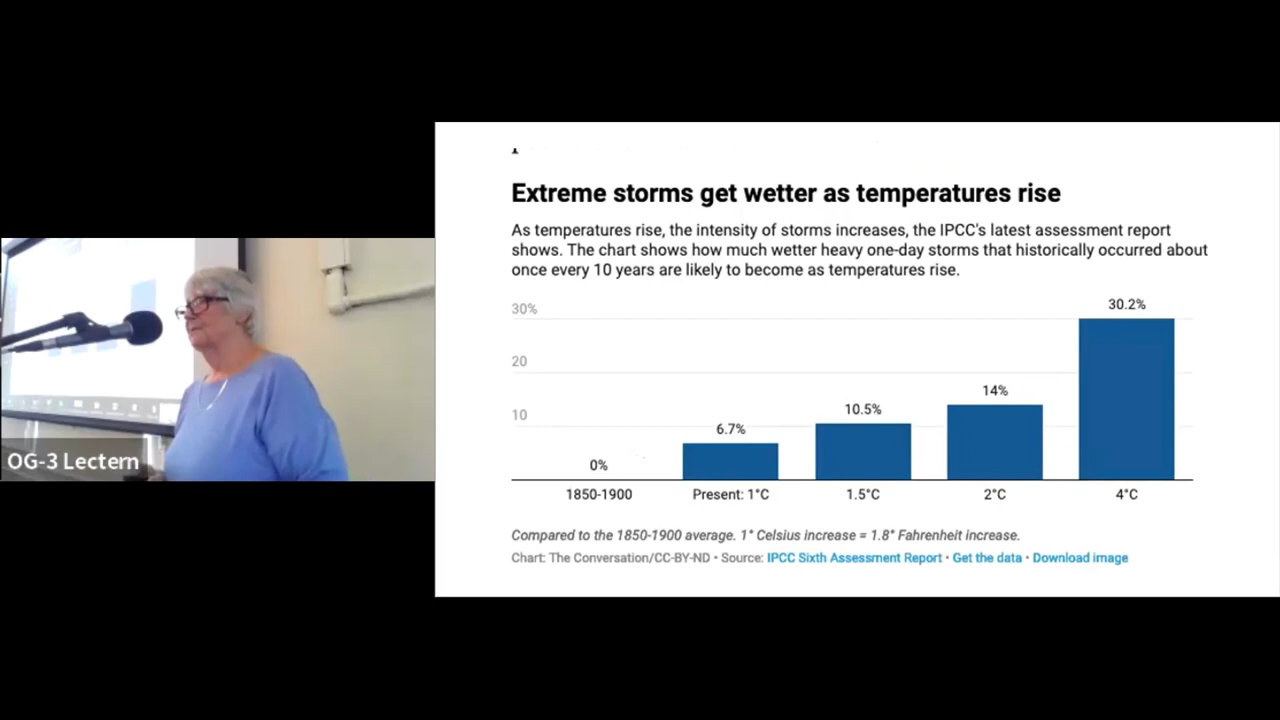 Extreme storms get wetter as temperatures rise
As temperatures rise, the intensity of storms increases, the IPCC's latest assessment report
shows. The chart shows how much wetter heavy one-day storms that historically occurred about
once every 10 years are likely to become as temperatures rise.
30%
20
10
0%
6.7%
10.5%
14%
30.2%
1850-1900
Present: 1°C
1.5°C
2°C
4°C
Compared to the 1850-1900 average. 1° Celsius increase = 1.8° Fahrenheit increase.
Chart: The Conversation/CC-BY-ND • Source: IPCC Sixth Assessment Report • Get the data • Download image
OG-3 Lectern